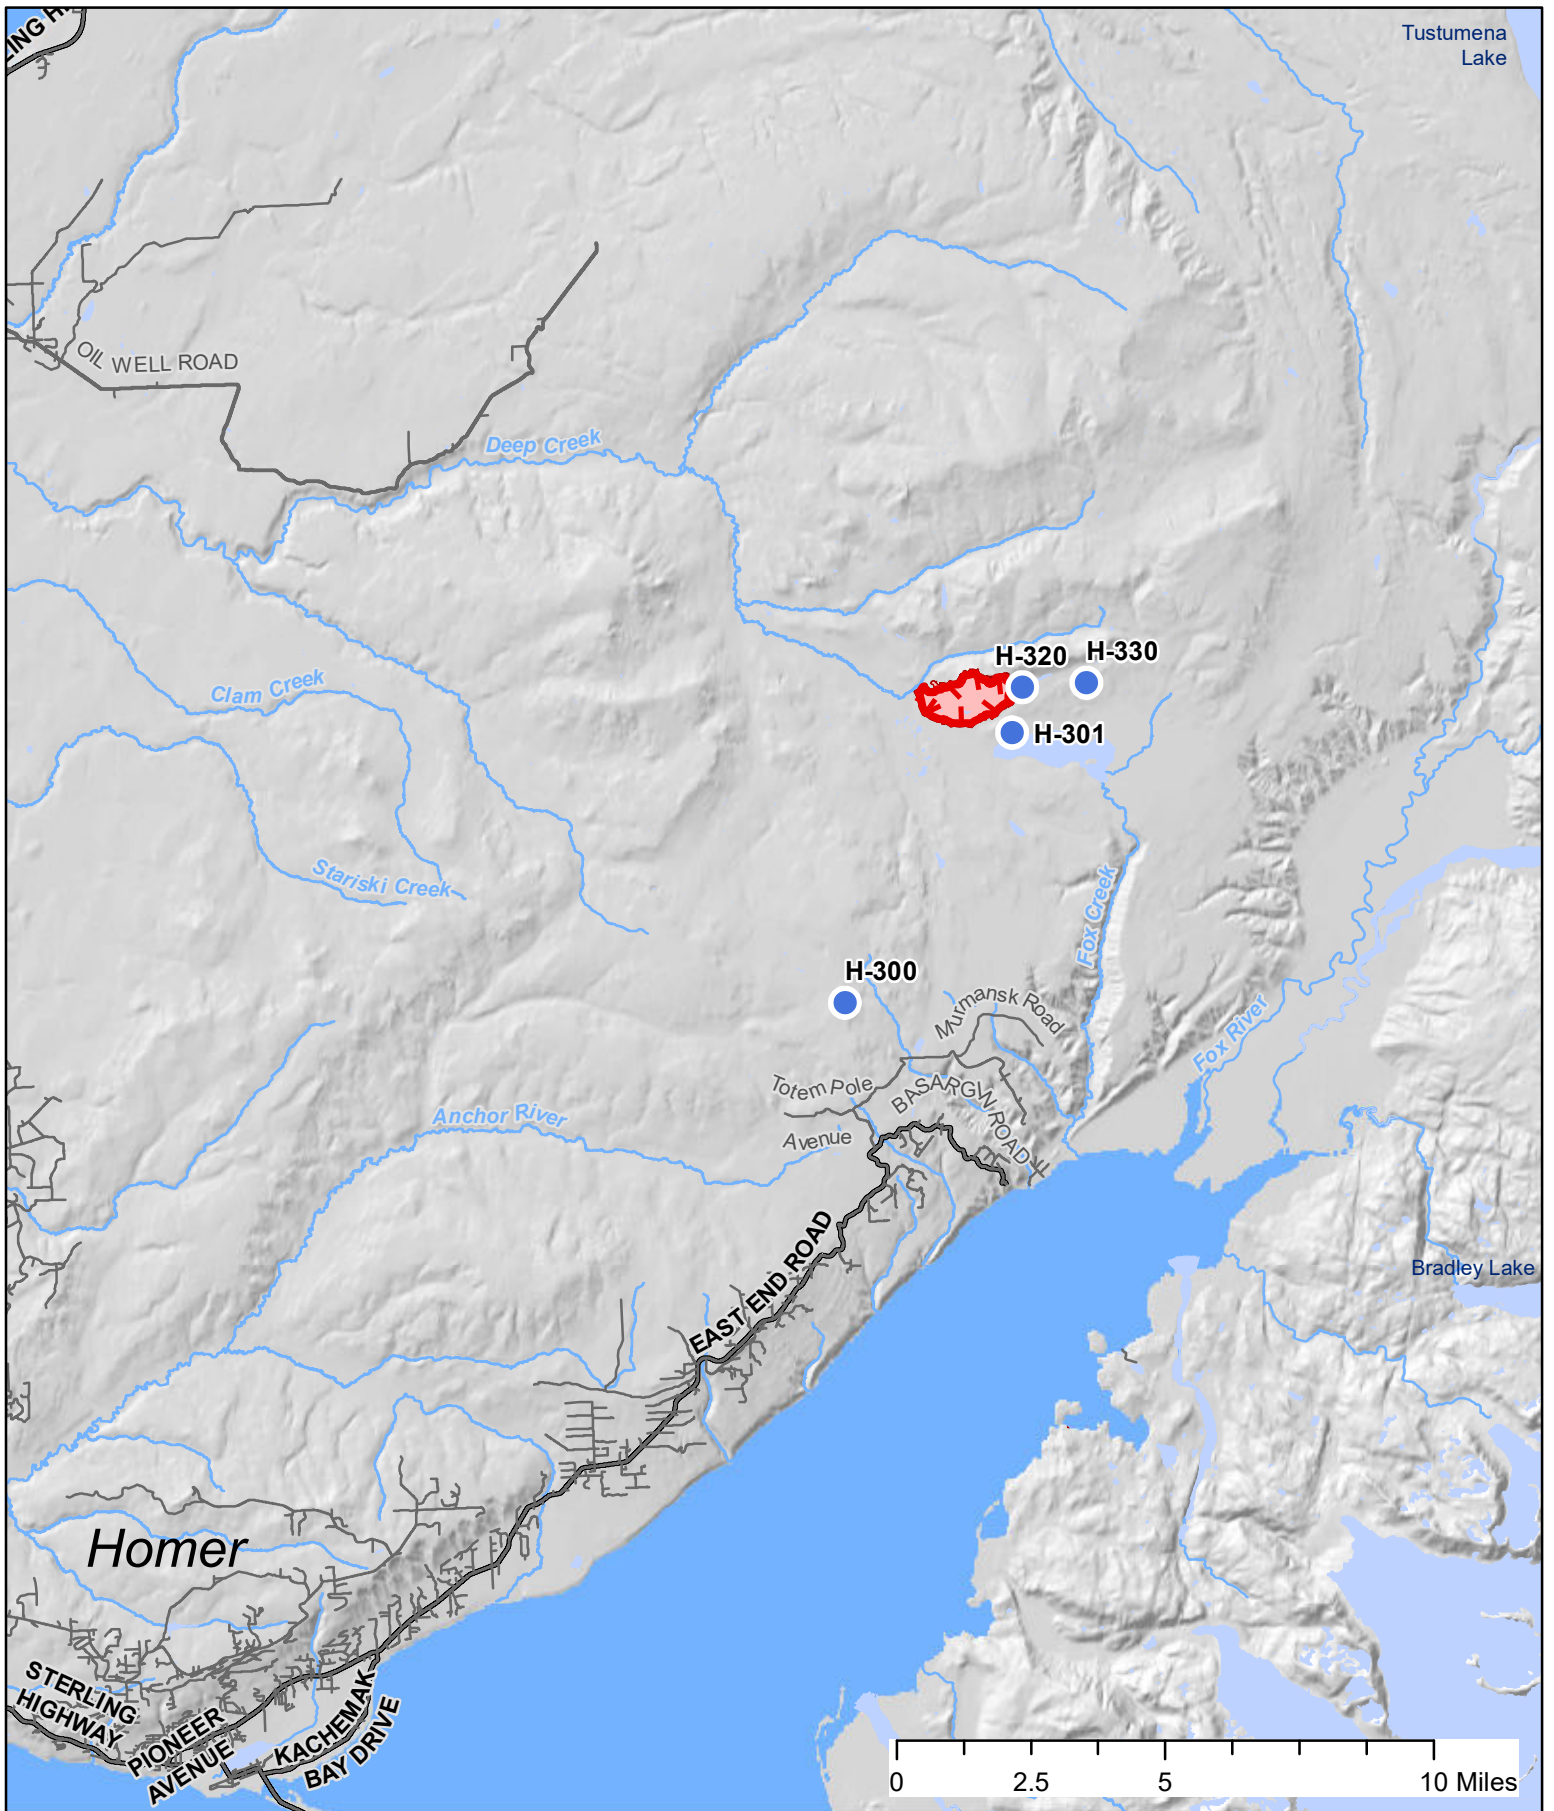 Tustumena
Lake
OIL WELL ROAD
Deep Creek
H-320
H-330
H-301
Clam Creek
Stariski Creek
Fox Creek
H-300
Murmansk Road
Fox River
Totem Pole
Avenue
BASARGIN ROAD
Anchor River
EAST END ROAD
Bradley Lake
Homer
STERLING
HIGHWAY
PIONEER
AVENUE
KACHEMAK
BAY DRIVE
0 2.5 5 10 Miles